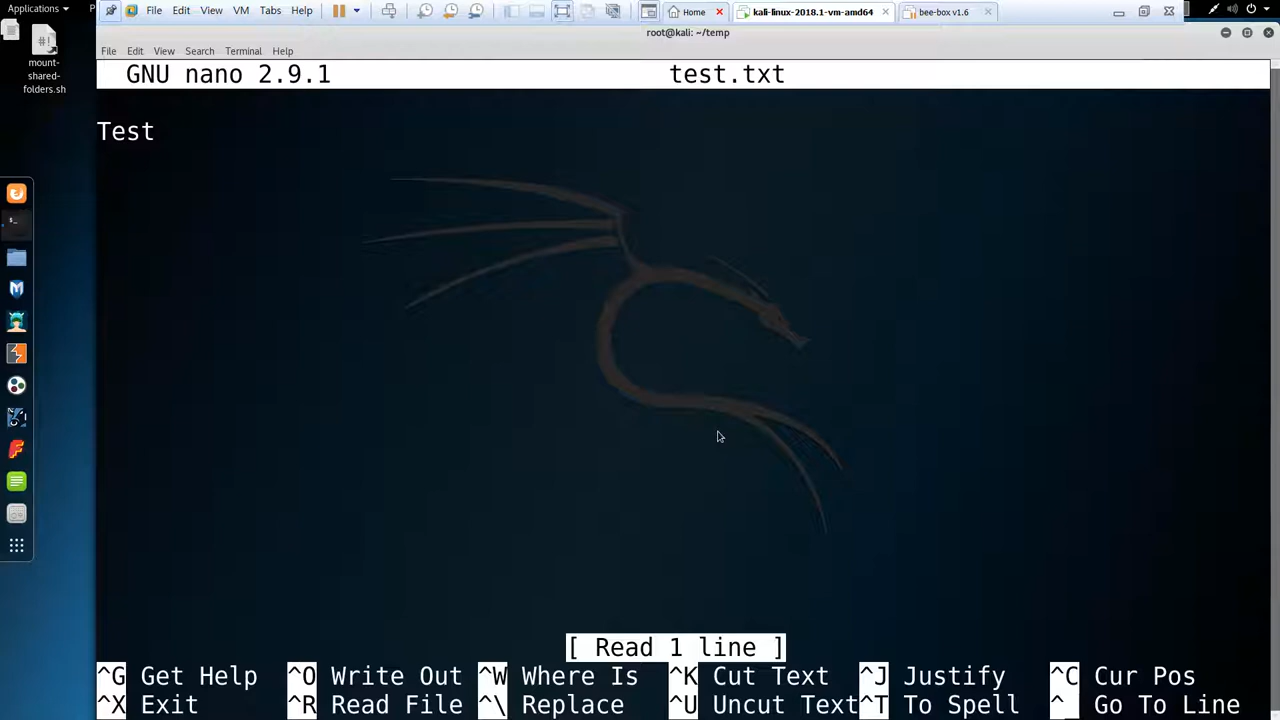 Applications ▾ P
File Edit View VM Tabs Help
Home
kali-linux-2018.1-vm-amd64
bee-box v1.6
root@kali: ~/temp
File Edit View Search Terminal Help
#!
mount-
shared-
folders.sh
GNU nano 2.9.1 test.txt
Test
[ Read 1 line ]
^G Get Help ^O Write Out ^W Where Is ^K Cut Text ^J Justify ^C Cur Pos
^X Exit ^R Read File ^\ Replace ^U Uncut Text ^T To Spell ^_ Go To Line